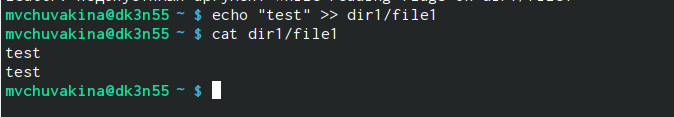 mvchuvakina@dk3n55 ~ $ echo "test" >> dir1/file1
mvchuvakina@dk3n55 ~ $ cat dir1/file1
test
test
mvchuvakina@dk3n55 ~ $